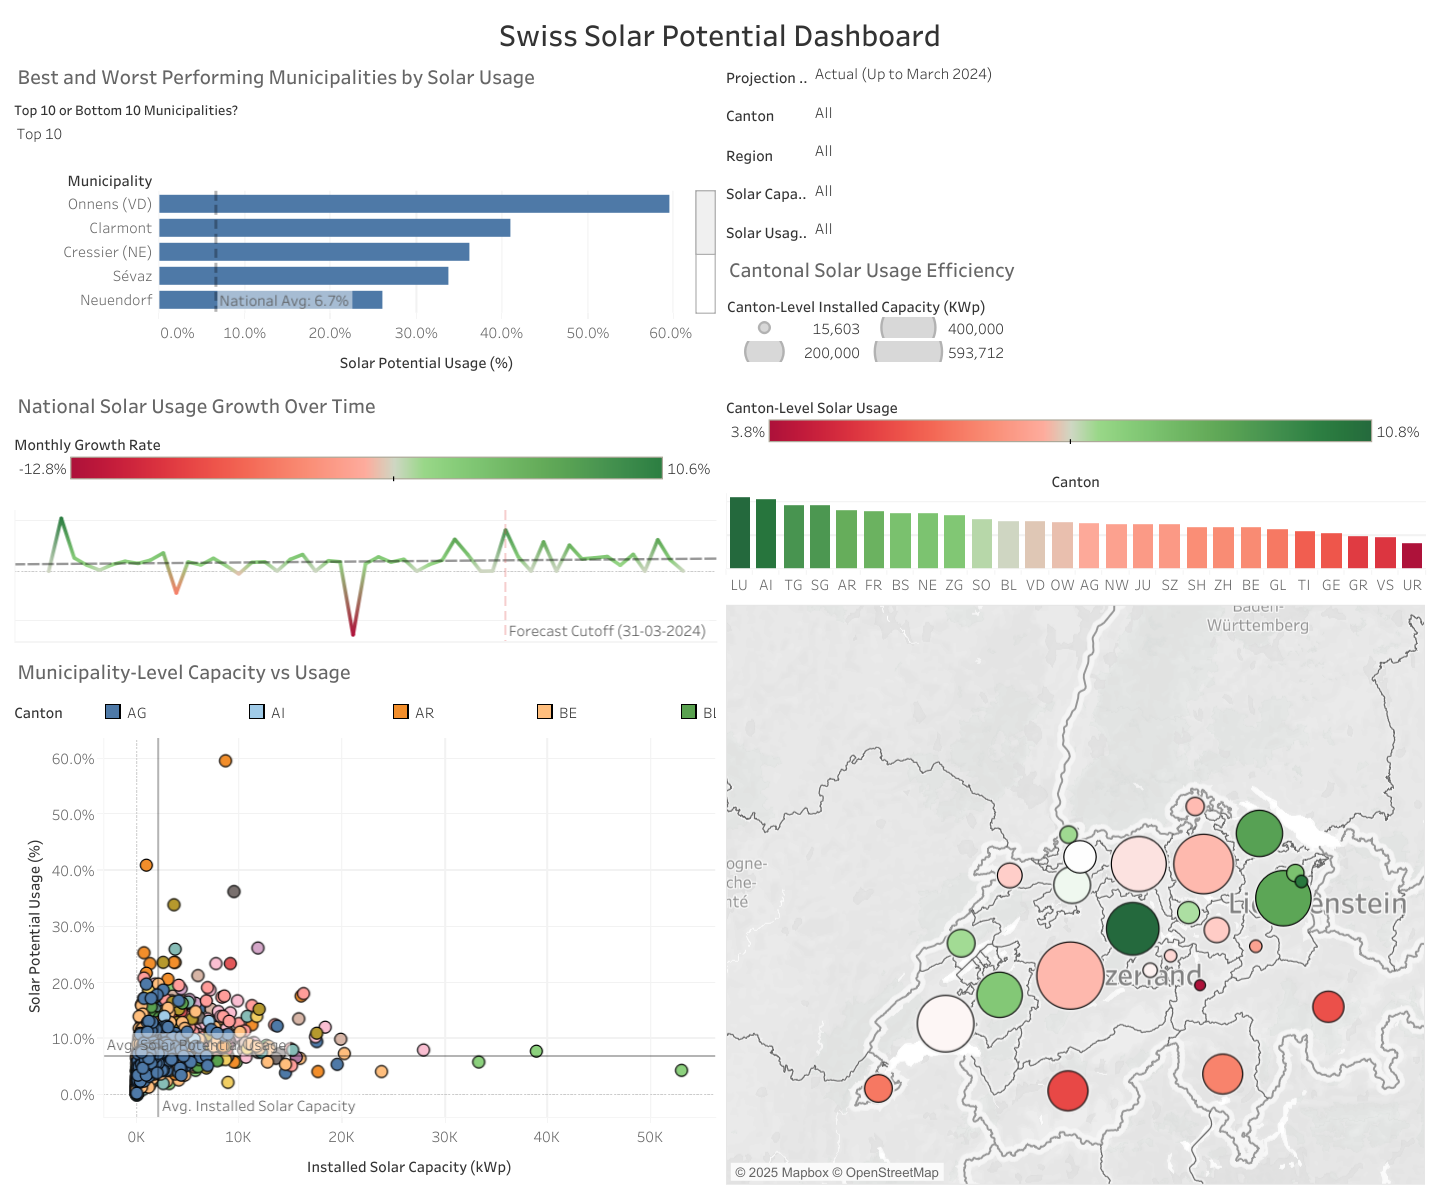 Swiss Solar Potential Dashboard
Best and Worst Performing Municipalities by Solar Usage
Top 10 or Bottom 10 Municipalities?
Top 10
Municipality
Onnens (VD)
Clarmont
Cressier (NE)
Sévaz
Neuendorf
National Avg: 6.7%
0.0% 10.0% 20.0% 30.0% 40.0% 50.0% 60.0%
Solar Potential Usage (%)
Projection .. Actual (Up to March 2024)
Canton All
Region All
Solar Capa.. All
Solar Usag.. All
Cantonal Solar Usage Efficiency
Canton-Level Installed Capacity (KWp)
15,603 400,000
200,000 593,712
National Solar Usage Growth Over Time
Monthly Growth Rate
-12.8% 10.6%
Forecast Cutoff (31-03-2024)
Canton-Level Solar Usage
3.8% 10.8%
Canton
LU AI TG SG AR FR BS NE ZG SO BL VD OW AG NW JU SZ SH ZH BE GL TI GE GR VS UR
Municipality-Level Capacity vs Usage
Canton AG AI AR BE BL
60.0%
50.0%
40.0%
30.0%
20.0%
10.0%
0.0%
Solar Potential Usage (%)
Avg. Solar Potential Usage
Avg. Installed Solar Capacity
0K 10K 20K 30K 40K 50K
Installed Solar Capacity (kWp)
Baden-
Württemberg
ogne-
che-
nté
enstein
zerland
© 2025 Mapbox © OpenStreetMap